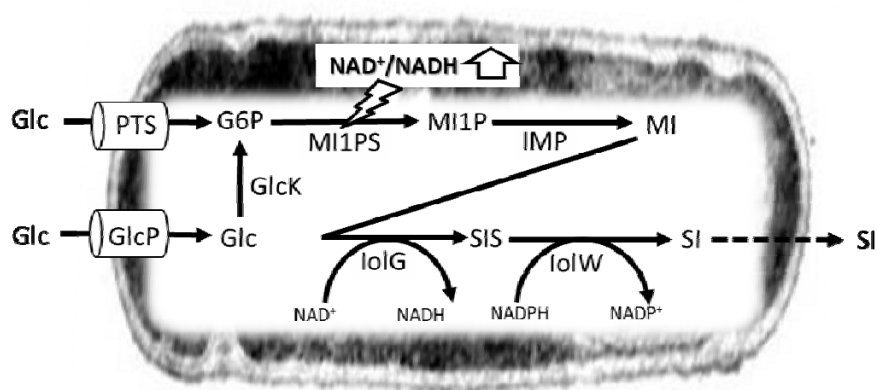 NAD⁺/NADH
Glc PTS G6P MI1PS MI1P IMP MI
GlcK
Glc GlcP Glc IolG SIS IolW SI SI
NAD⁺ NADH NADPH NADP⁺